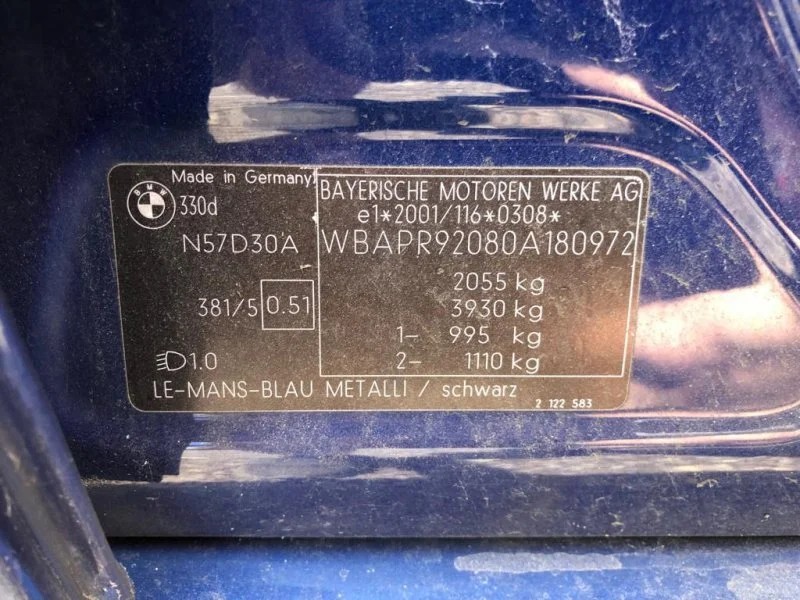 Made in Germany
BMW
330d
N57D30A
381/5 0.51
1.0
BAYERISCHE MOTOREN WERKE AG
e1*2001/116*0308*
WBAPR92080A180972
2055 kg
3930 kg
1- 995 kg
2- 1110 kg
LE-MANS-BLAU METALLI / schwarz
2 122 583